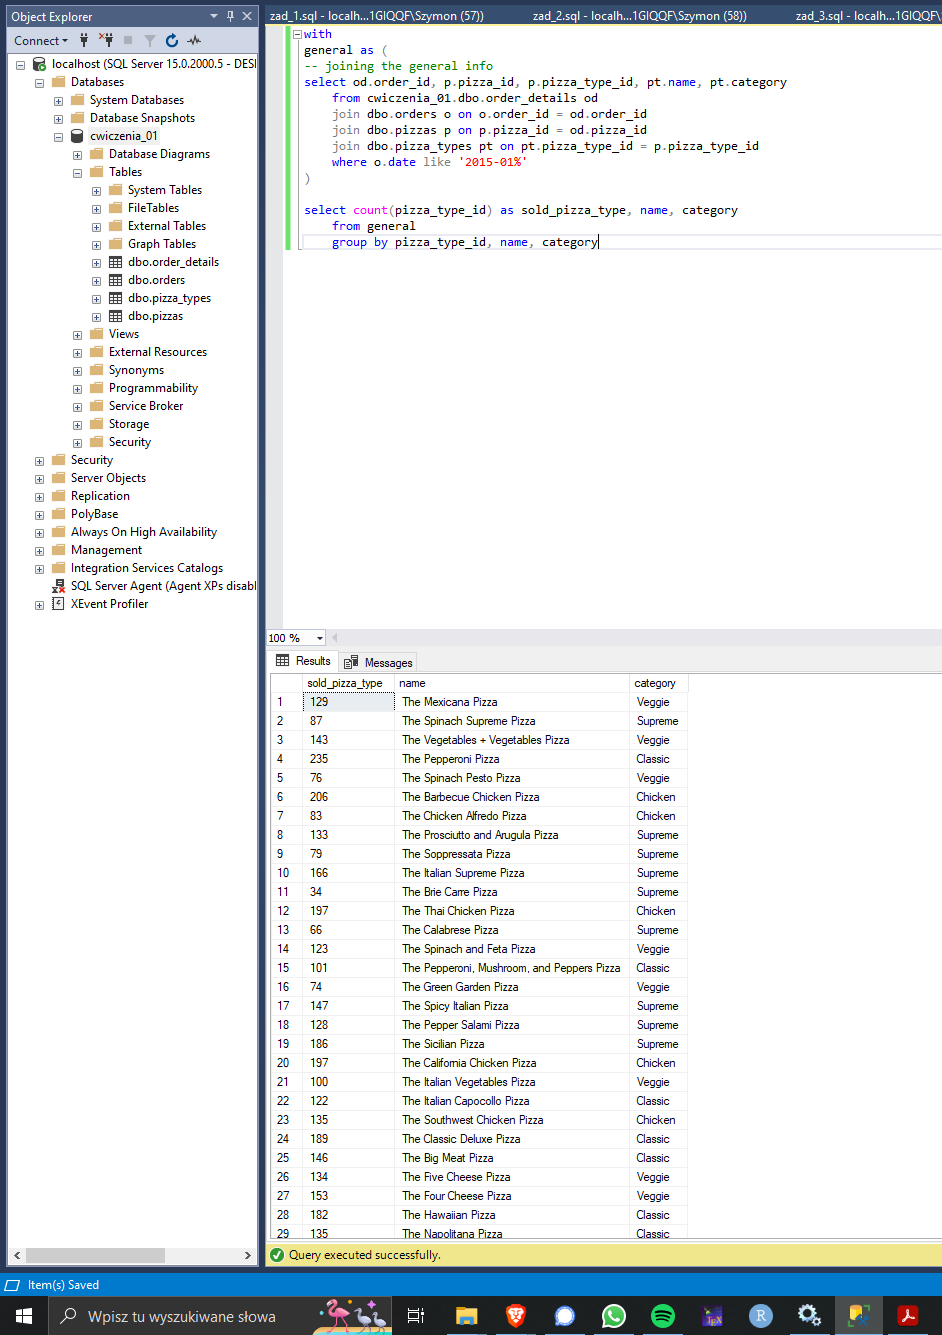 Object Explorer
Connect
localhost (SQL Server 15.0.2000.5 - DESI
Databases
System Databases
Database Snapshots
cwiczenia_01
Database Diagrams
Tables
System Tables
FileTables
External Tables
Graph Tables
dbo.order_details
dbo.orders
dbo.pizza_types
dbo.pizzas
Views
External Resources
Synonyms
Programmability
Service Broker
Storage
Security
Security
Server Objects
Replication
PolyBase
Always On High Availability
Management
Integration Services Catalogs
SQL Server Agent (Agent XPs disabl
XEvent Profiler
zad_1.sql - localh...1GIQQF\Szymon (57)) zad_2.sql - localh...1GIQQF\Szymon (58)) zad_3.sql - localh...1GIQQF\
with
general as (
-- joining the general info
select od.order_id, p.pizza_id, p.pizza_type_id, pt.name, pt.category
from cwiczenia_01.dbo.order_details od
join dbo.orders o on o.order_id = od.order_id
join dbo.pizzas p on p.pizza_id = od.pizza_id
join dbo.pizza_types pt on pt.pizza_type_id = p.pizza_type_id
where o.date like '2015-01%'
)
select count(pizza_type_id) as sold_pizza_type, name, category
from general
group by pizza_type_id, name, category
100 %
Results Messages
sold_pizza_type name category
1 129 The Mexicana Pizza Veggie
2 87 The Spinach Supreme Pizza Supreme
3 143 The Vegetables + Vegetables Pizza Veggie
4 235 The Pepperoni Pizza Classic
5 76 The Spinach Pesto Pizza Veggie
6 206 The Barbecue Chicken Pizza Chicken
7 83 The Chicken Alfredo Pizza Chicken
8 133 The Prosciutto and Arugula Pizza Supreme
9 79 The Soppressata Pizza Supreme
10 166 The Italian Supreme Pizza Supreme
11 34 The Brie Carre Pizza Supreme
12 197 The Thai Chicken Pizza Chicken
13 66 The Calabrese Pizza Supreme
14 123 The Spinach and Feta Pizza Veggie
15 101 The Pepperoni, Mushroom, and Peppers Pizza Classic
16 74 The Green Garden Pizza Veggie
17 147 The Spicy Italian Pizza Supreme
18 128 The Pepper Salami Pizza Supreme
19 186 The Sicilian Pizza Supreme
20 197 The California Chicken Pizza Chicken
21 100 The Italian Vegetables Pizza Veggie
22 122 The Italian Capocollo Pizza Classic
23 135 The Southwest Chicken Pizza Chicken
24 189 The Classic Deluxe Pizza Classic
25 146 The Big Meat Pizza Classic
26 134 The Five Cheese Pizza Veggie
27 153 The Four Cheese Pizza Veggie
28 182 The Hawaiian Pizza Classic
29 135 The Napolitana Pizza Classic
Query executed successfully.
Item(s) Saved
Wpisz tu wyszukiwane słowa
R